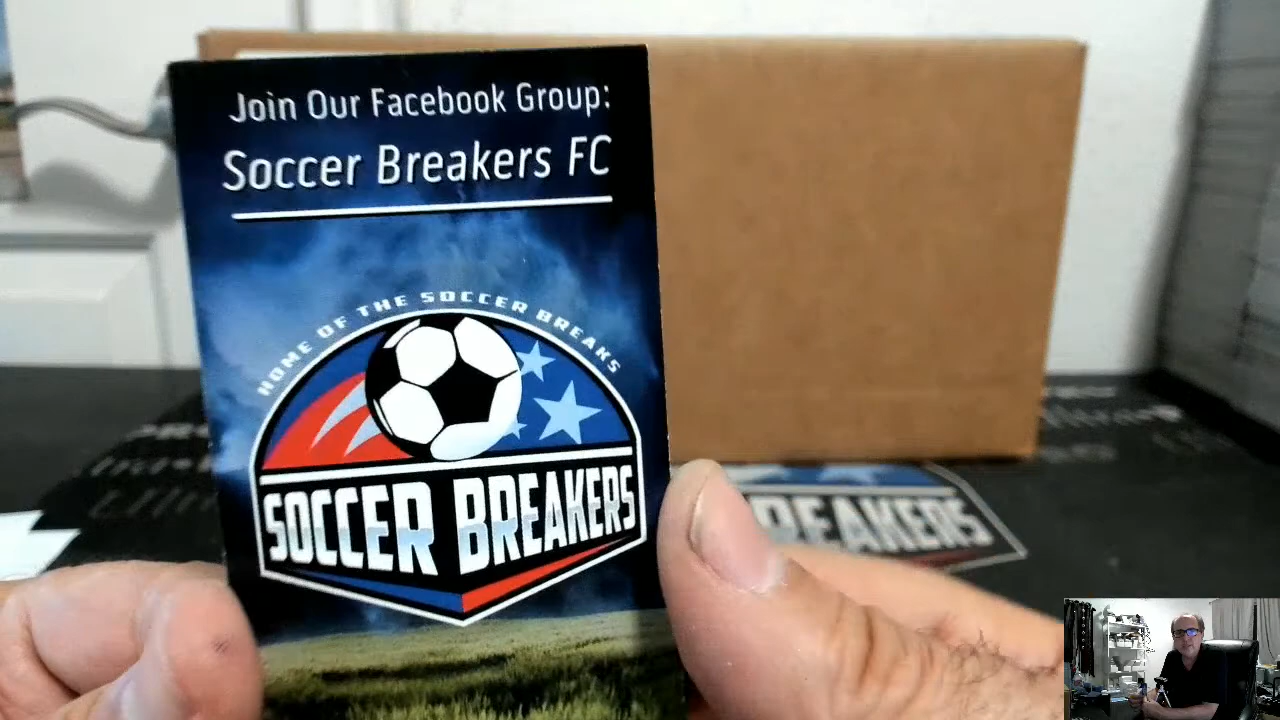 Join Our Facebook Group:
Soccer Breakers FC
HOME OF THE SOCCER BREAKS
SOCCER BREAKERS
BREAKERS